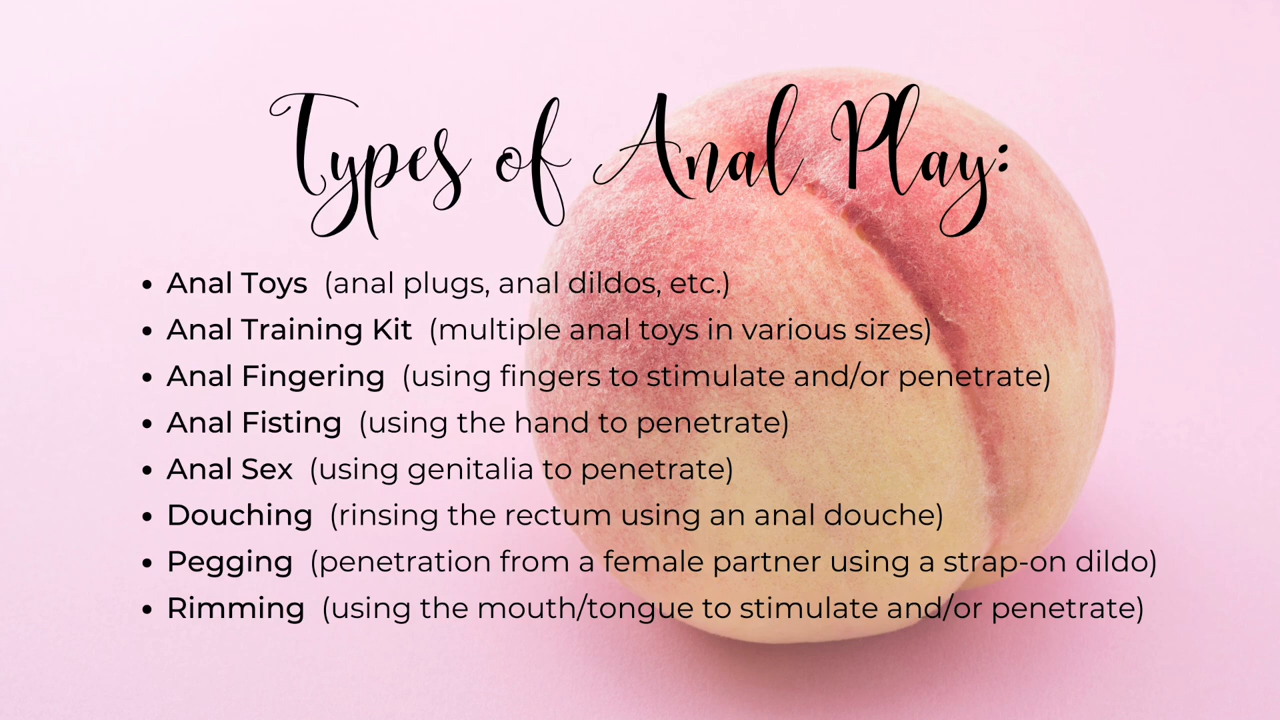 Types of Anal Play:
• Anal Toys (anal plugs, anal dildos, etc.)
• Anal Training Kit (multiple anal toys in various sizes)
• Anal Fingering (using fingers to stimulate and/or penetrate)
• Anal Fisting (using the hand to penetrate)
• Anal Sex (using genitalia to penetrate)
• Douching (rinsing the rectum using an anal douche)
• Pegging (penetration from a female partner using a strap-on dildo)
• Rimming (using the mouth/tongue to stimulate and/or penetrate)